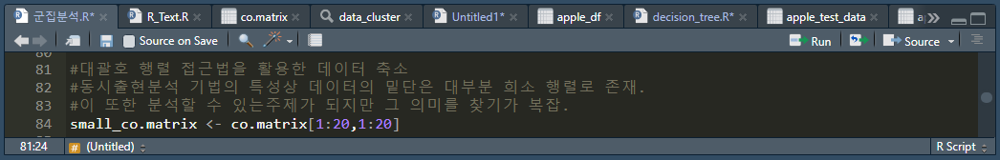 군집분석.R* R_Text.R co.matrix data_cluster Untitled1* apple_df decision_tree.R* apple_test_data
Source on Save Run Source
81 #대괄호 행렬 접근법을 활용한 데이터 축소
82 #동시출현분석 기법의 특성상 데이터의 밑단은 대부분 희소 행렬로 존재.
83 #이 또한 분석할 수 있는주제가 되지만 그 의미를 찾기가 복잡.
84 small_co.matrix <- co.matrix[1:20,1:20]
81:24 # (Untitled) R Script